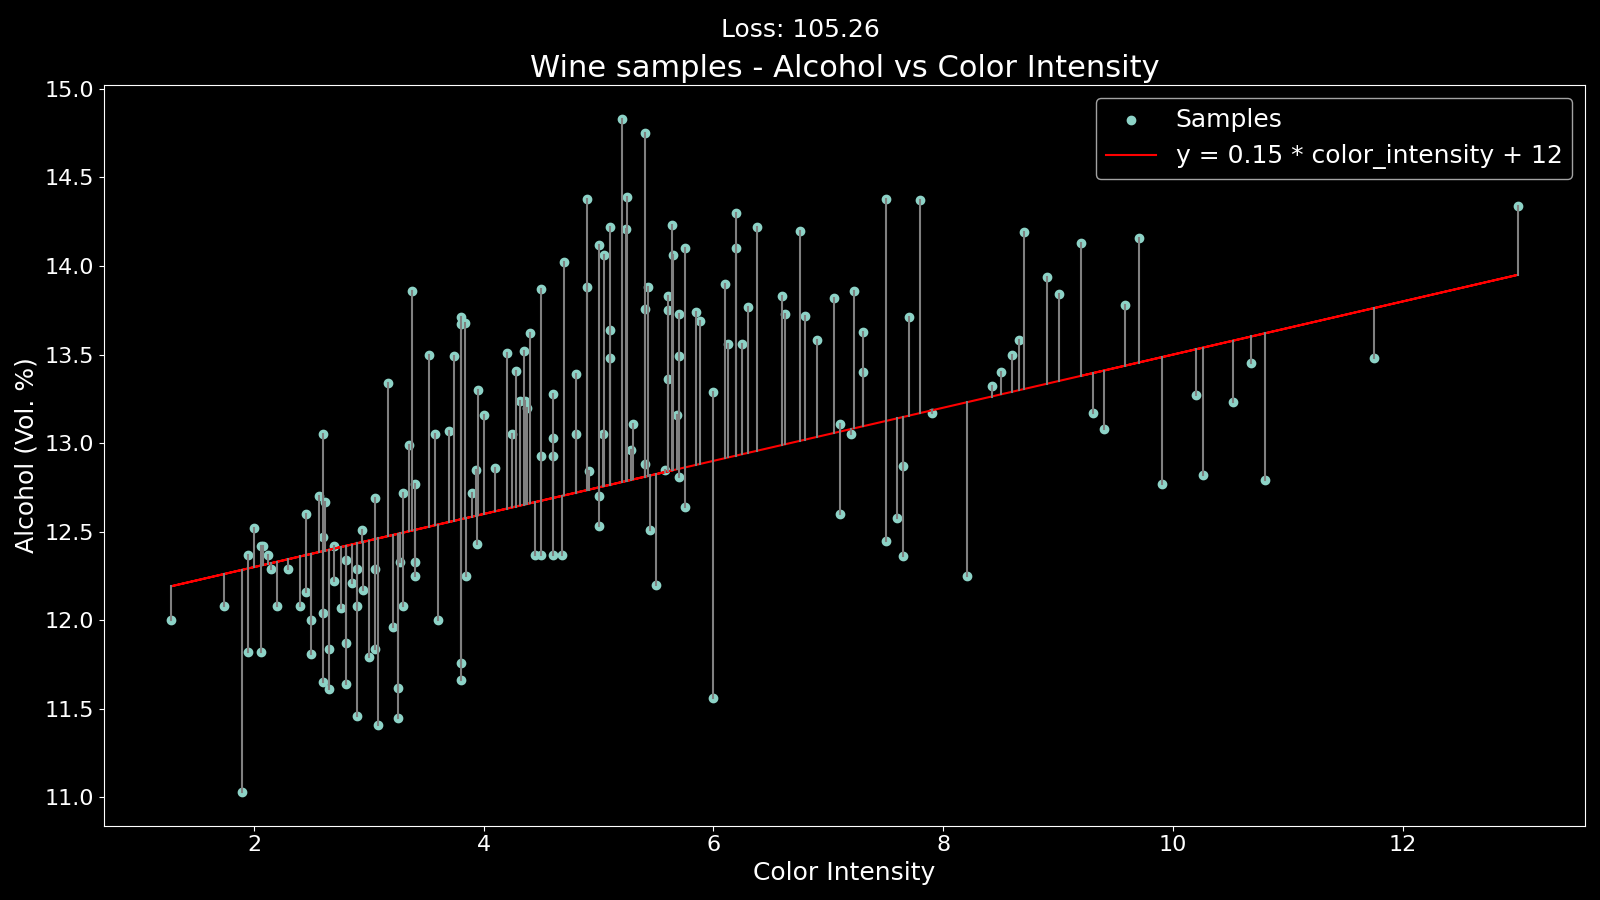 Loss: 105.26
Wine samples - Alcohol vs Color Intensity
Samples
y = 0.15 * color_intensity + 12
Alcohol (Vol. %)
15.0
14.5
14.0
13.5
13.0
12.5
12.0
11.5
11.0
2 4 6 8 10 12
Color Intensity